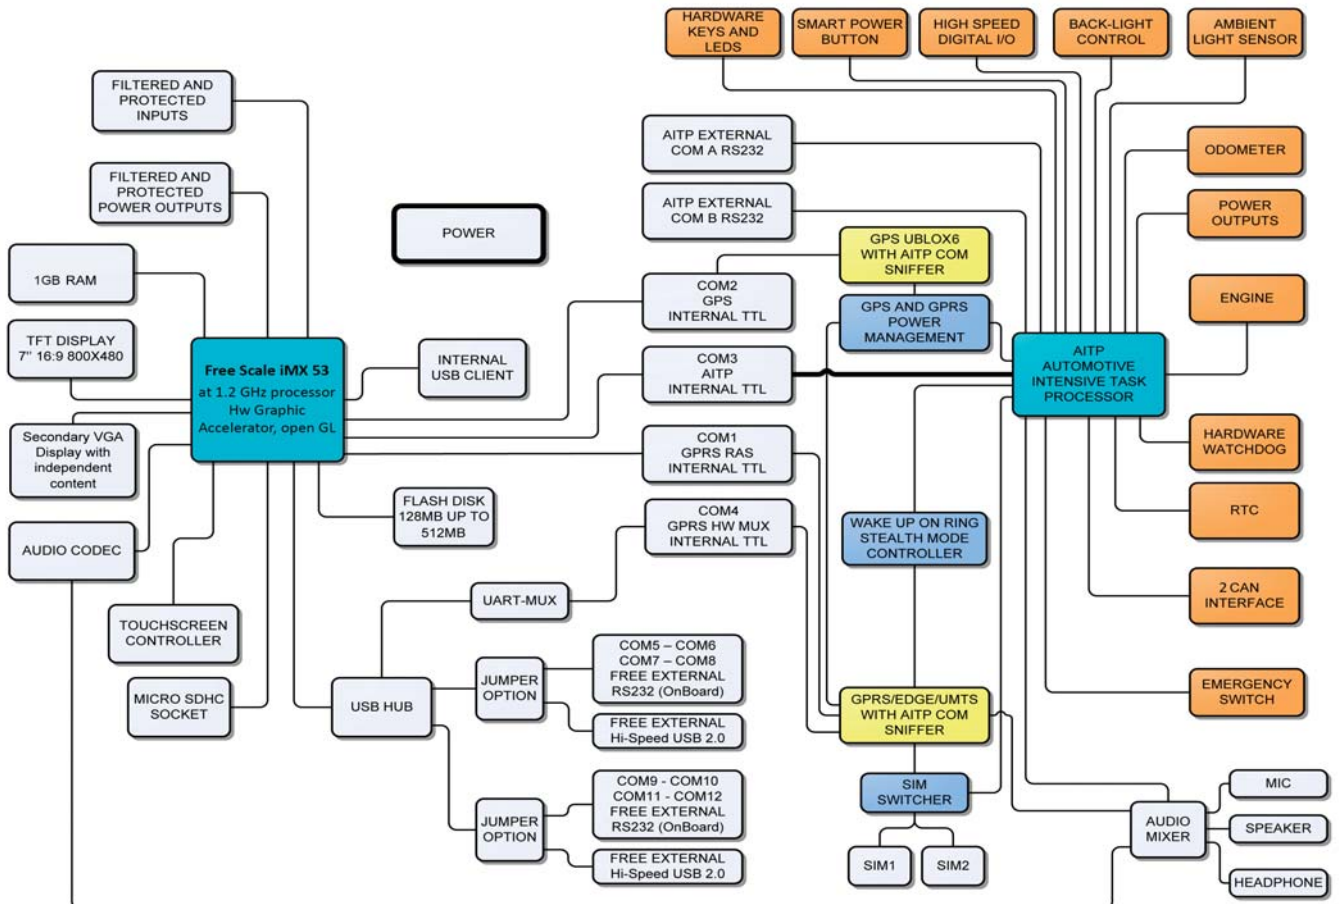 HARDWARE
KEYS AND
LEDS
SMART POWER
BUTTON
HIGH SPEED
DIGITAL I/O
BACK-LIGHT
CONTROL
AMBIENT
LIGHT SENSOR
FILTERED AND
PROTECTED
INPUTS
FILTERED AND
PROTECTED
POWER OUTPUTS
1GB RAM
TFT DISPLAY
7" 16:9 800X480
Secondary VGA
Display with
independent
content
AUDIO CODEC
TOUCHSCREEN
CONTROLLER
MICRO SDHC
SOCKET
Free Scale iMX 53
at 1.2 GHz processor
Hw Graphic
Accelerator, open GL
POWER
INTERNAL
USB CLIENT
FLASH DISK
128MB UP TO
512MB
UART-MUX
USB HUB
JUMPER
OPTION
COM5 – COM6
COM7 – COM8
FREE EXTERNAL
RS232 (OnBoard)
FREE EXTERNAL
Hi-Speed USB 2.0
JUMPER
OPTION
COM9 - COM10
COM11 - COM12
FREE EXTERNAL
RS232 (OnBoard)
FREE EXTERNAL
Hi-Speed USB 2.0
AITP EXTERNAL
COM A RS232
AITP EXTERNAL
COM B RS232
COM2
GPS
INTERNAL TTL
COM3
AITP
INTERNAL TTL
COM1
GPRS RAS
INTERNAL TTL
COM4
GPRS HW MUX
INTERNAL TTL
GPS UBLOX6
WITH AITP COM
SNIFFER
GPS AND GPRS
POWER
MANAGEMENT
WAKE UP ON RING
STEALTH MODE
CONTROLLER
GPRS/EDGE/UMTS
WITH AITP COM
SNIFFER
SIM
SWITCHER
SIM1
SIM2
AITP
AUTOMOTIVE
INTENSIVE TASK
PROCESSOR
ODOMETER
POWER
OUTPUTS
ENGINE
HARDWARE
WATCHDOG
RTC
2 CAN
INTERFACE
EMERGENCY
SWITCH
AUDIO
MIXER
MIC
SPEAKER
HEADPHONE